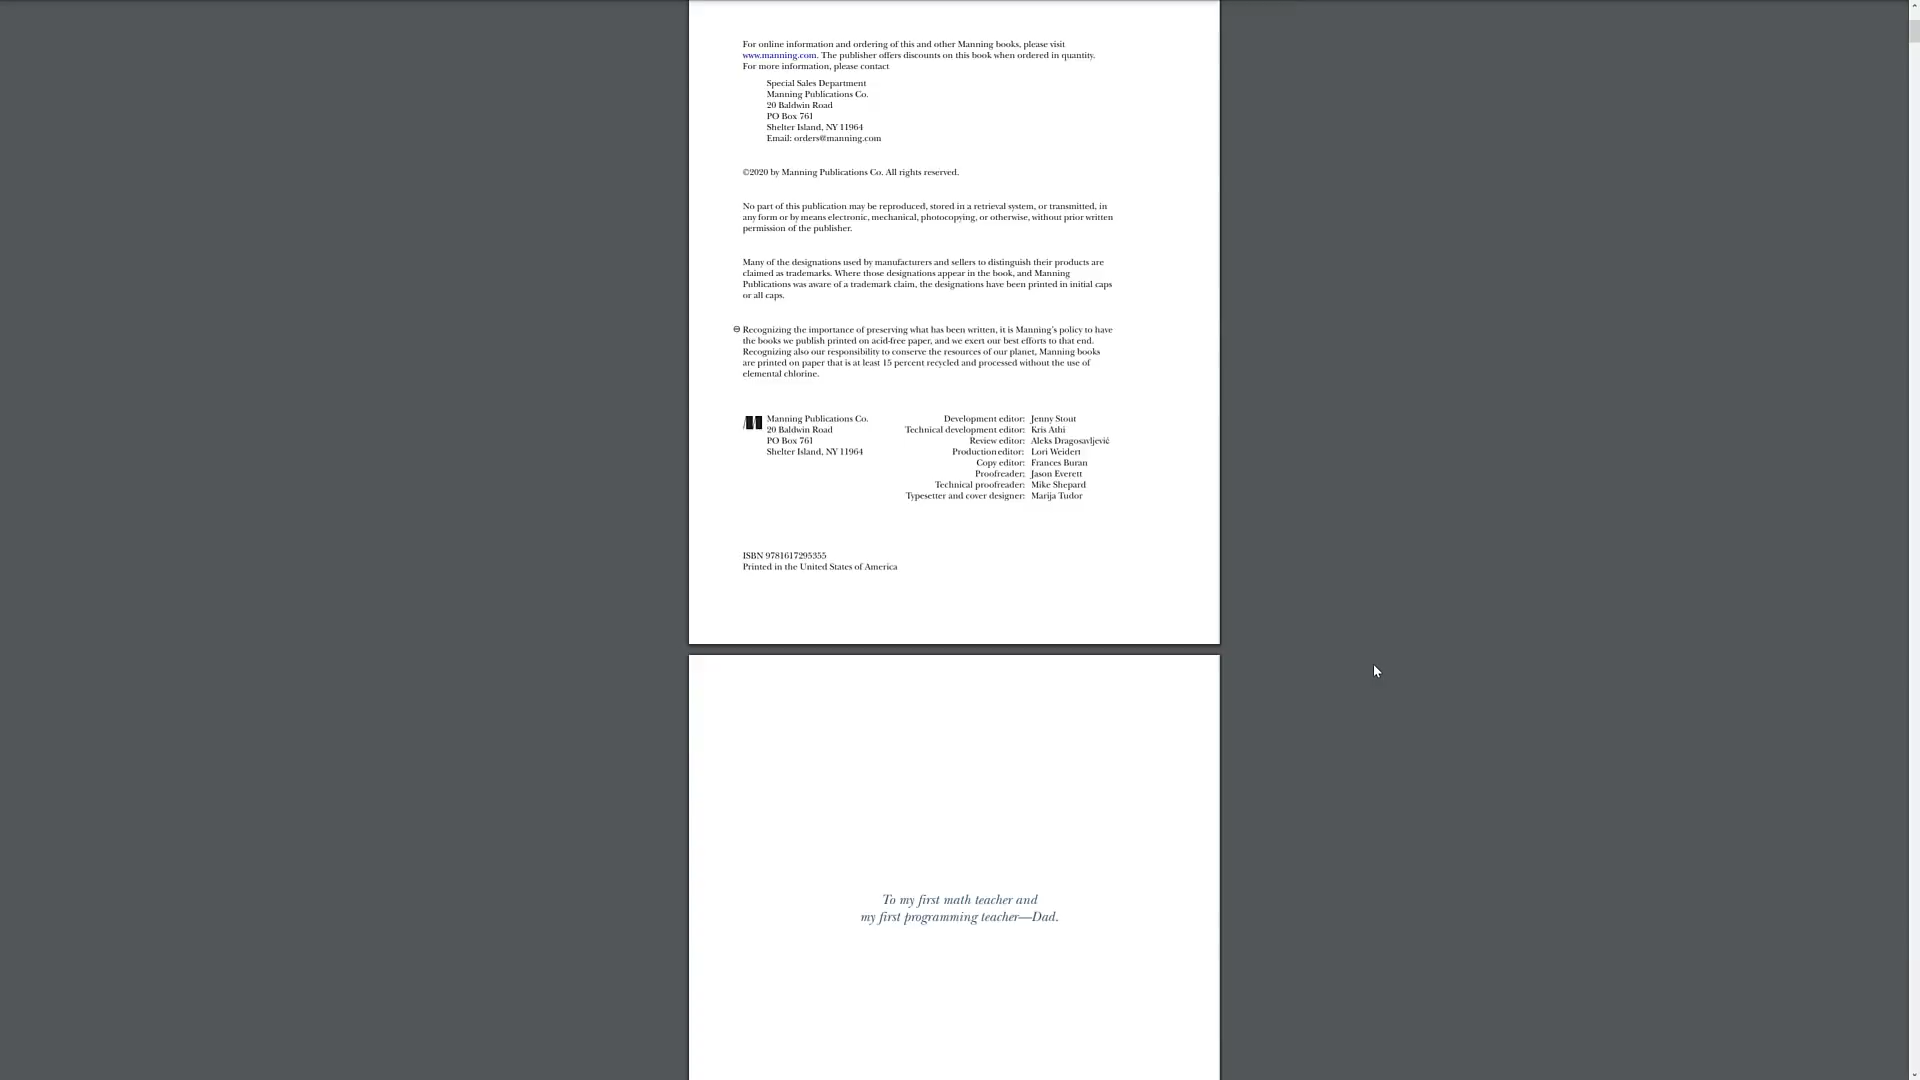 For online information and ordering of this and other Manning books, please visit
www.manning.com. The publisher offers discounts on this book when ordered in quantity.
For more information, please contact
Special Sales Department
Manning Publications Co.
20 Baldwin Road
PO Box 761
Shelter Island, NY 11964
Email: orders@manning.com
©2020 by Manning Publications Co. All rights reserved.
No part of this publication may be reproduced, stored in a retrieval system, or transmitted, in
any form or by means electronic, mechanical, photocopying, or otherwise, without prior written
permission of the publisher.
Many of the designations used by manufacturers and sellers to distinguish their products are
claimed as trademarks. Where those designations appear in the book, and Manning
Publications was aware of a trademark claim, the designations have been printed in initial caps
or all caps.
Recognizing the importance of preserving what has been written, it is Manning's policy to have
the books we publish printed on acid-free paper, and we exert our best efforts to that end.
Recognizing also our responsibility to conserve the resources of our planet, Manning books
are printed on paper that is at least 15 percent recycled and processed without the use of
elemental chlorine.
Manning Publications Co.
20 Baldwin Road
PO Box 761
Shelter Island, NY 11964
Development editor: Jenny Stout
Technical development editor: Kris Athi
Review editor: Aleks Dragosavljević
Production editor: Lori Weidert
Copy editor: Frances Buran
Proofreader: Jason Everett
Technical proofreader: Mike Shepard
Typesetter and cover designer: Marija Tudor
ISBN 9781617295355
Printed in the United States of America
To my first math teacher and
my first programming teacher—Dad.